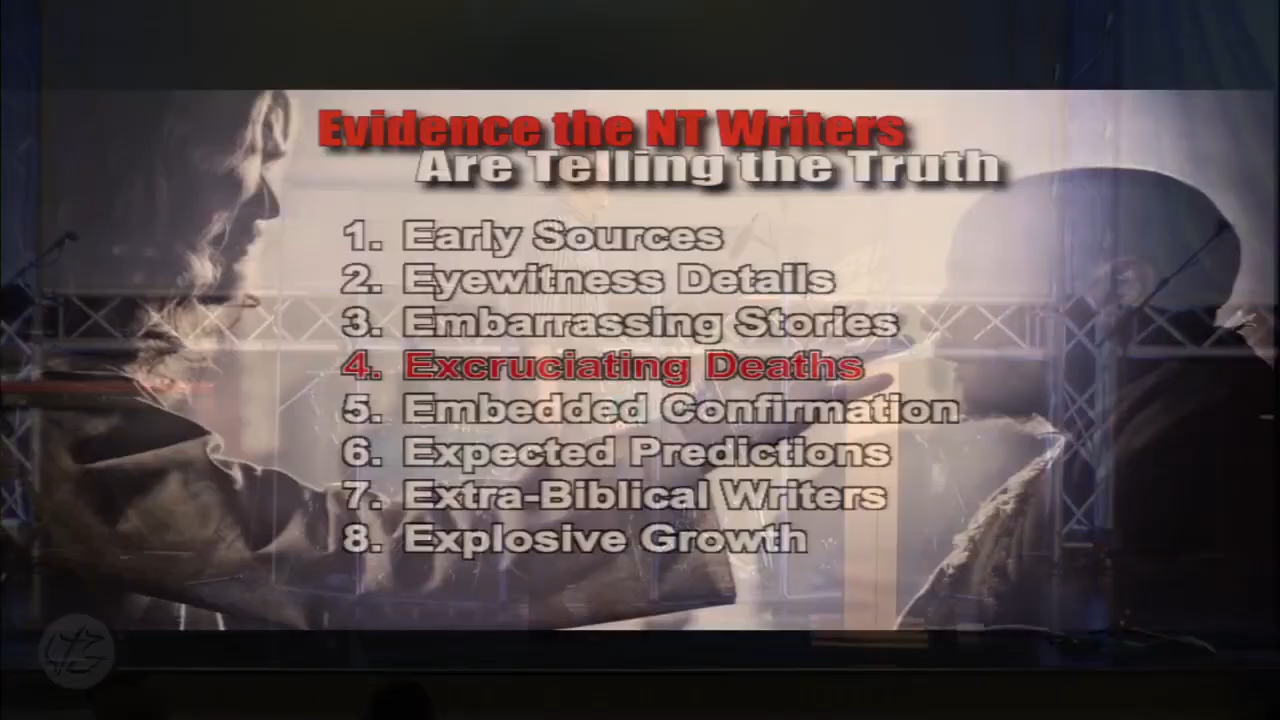 Evidence the NT Writers
Are Telling the Truth
1. Early Sources
2. Eyewitness Details
3. Embarrassing Stories
4. Excruciating Deaths
5. Embedded Confirmation
6. Expected Predictions
7. Extra-Biblical Writers
8. Explosive Growth